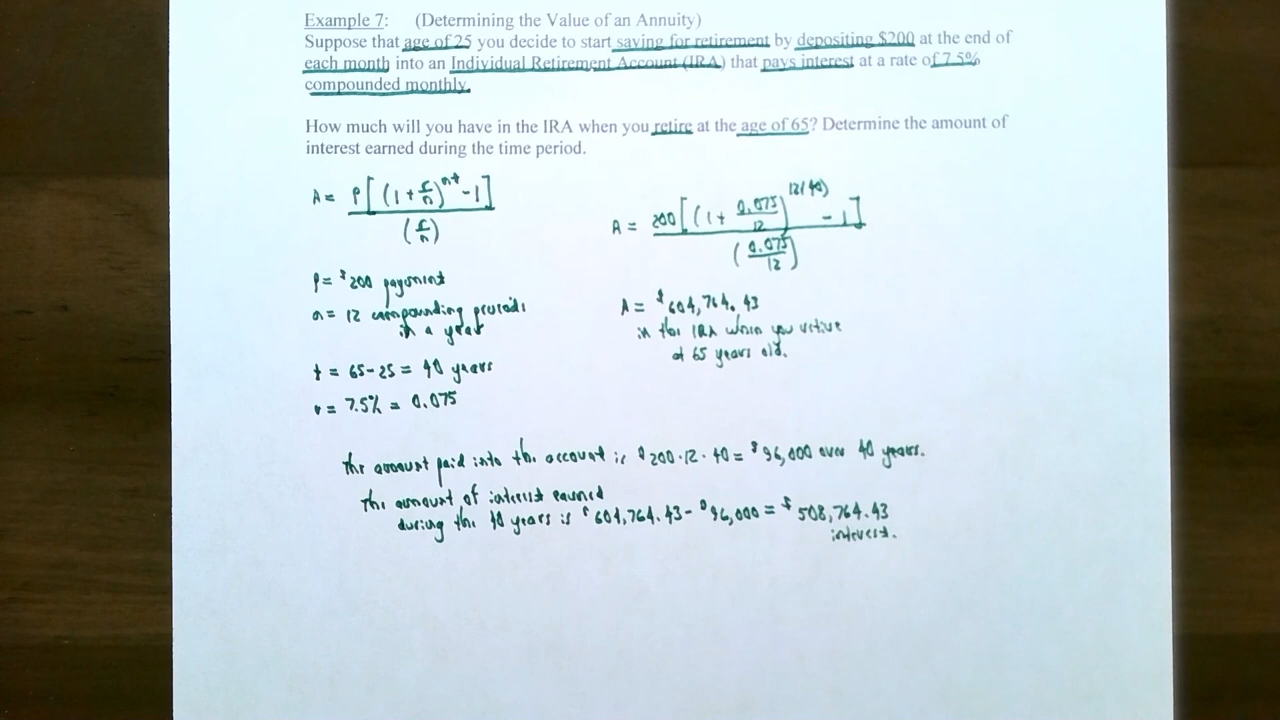 Example 7: (Determining the Value of an Annuity)
Suppose that age of 25 you decide to start saving for retirement by depositing $200 at the end of
each month into an Individual Retirement Account (IRA) that pays interest at a rate of 7.5%
compounded monthly.
How much will you have in the IRA when you retire at the age of 65? Determine the amount of
interest earned during the time period.
A = P[(1 + r/n)^nt - 1] / (r/n)
P = $200 payment
n = 12 compounding periods
in a year
t = 65-25 = 40 years
r = 7.5% = 0.075
A = 200[(1 + 0.075/12)^12(40) - 1] / (0.075/12)
A = $604,764.43
in the IRA when you retire
at 65 years old.
The amount paid into the account is $200·12·40 = $96,000 over 40 years.
The amount of interest earned
during the 40 years is $604,764.43 - $96,000 = $508,764.43
interest.